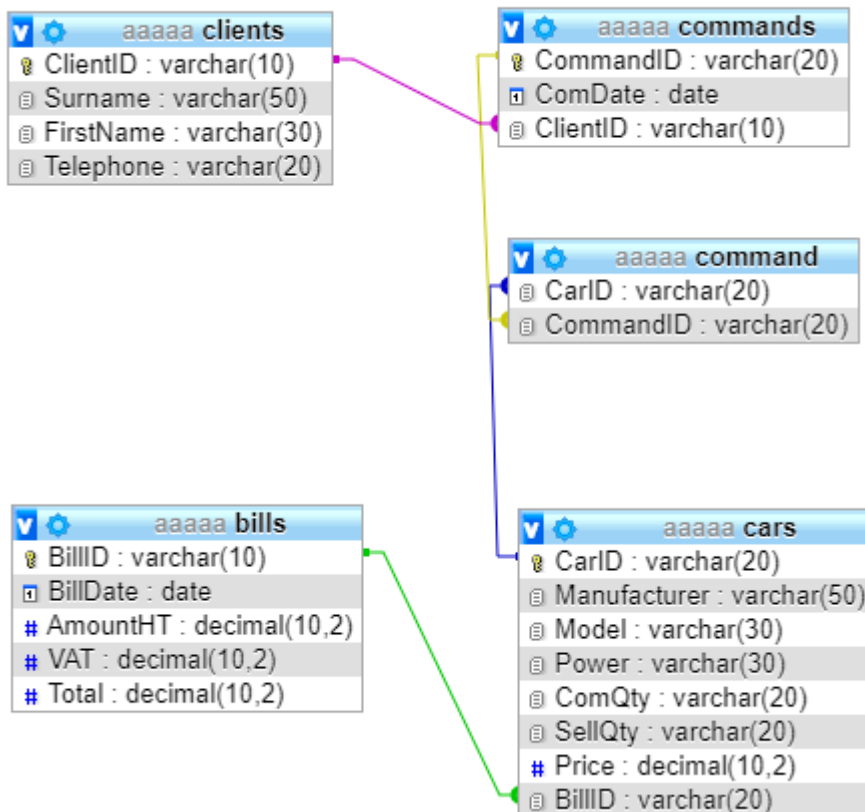 v aaaaa clients
ClientID : varchar(10)
Surname : varchar(50)
FirstName : varchar(30)
Telephone : varchar(20)
v aaaaa commands
CommandID : varchar(20)
ComDate : date
ClientID : varchar(10)
v aaaaa command
CarID : varchar(20)
CommandID : varchar(20)
v aaaaa bills
BillID : varchar(10)
BillDate : date
# AmountHT : decimal(10,2)
# VAT : decimal(10,2)
# Total : decimal(10,2)
v aaaaa cars
CarID : varchar(20)
Manufacturer : varchar(50)
Model : varchar(30)
Power : varchar(30)
ComQty : varchar(20)
SellQty : varchar(20)
# Price : decimal(10,2)
BillID : varchar(20)